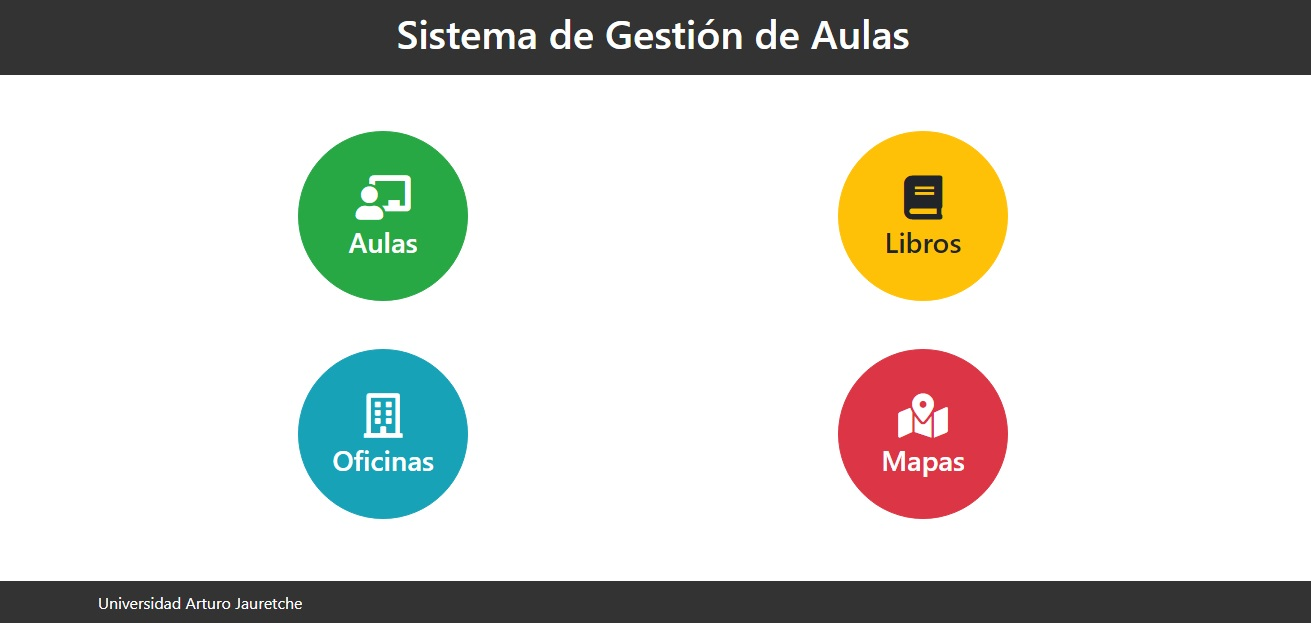 Sistema de Gestión de Aulas
Aulas
Libros
Oficinas
Mapas
Universidad Arturo Jauretche